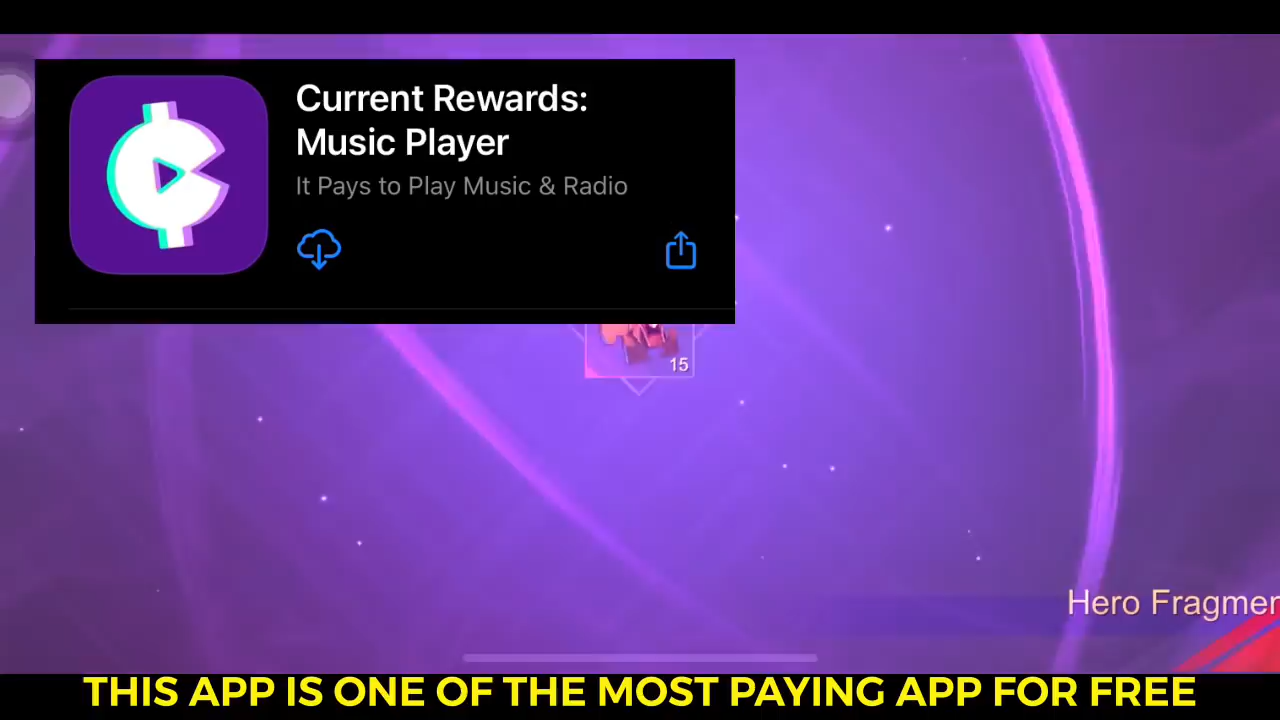 Current Rewards:
Music Player
It Pays to Play Music & Radio
15
Hero Fragmen
THIS APP IS ONE OF THE MOST PAYING APP FOR FREE